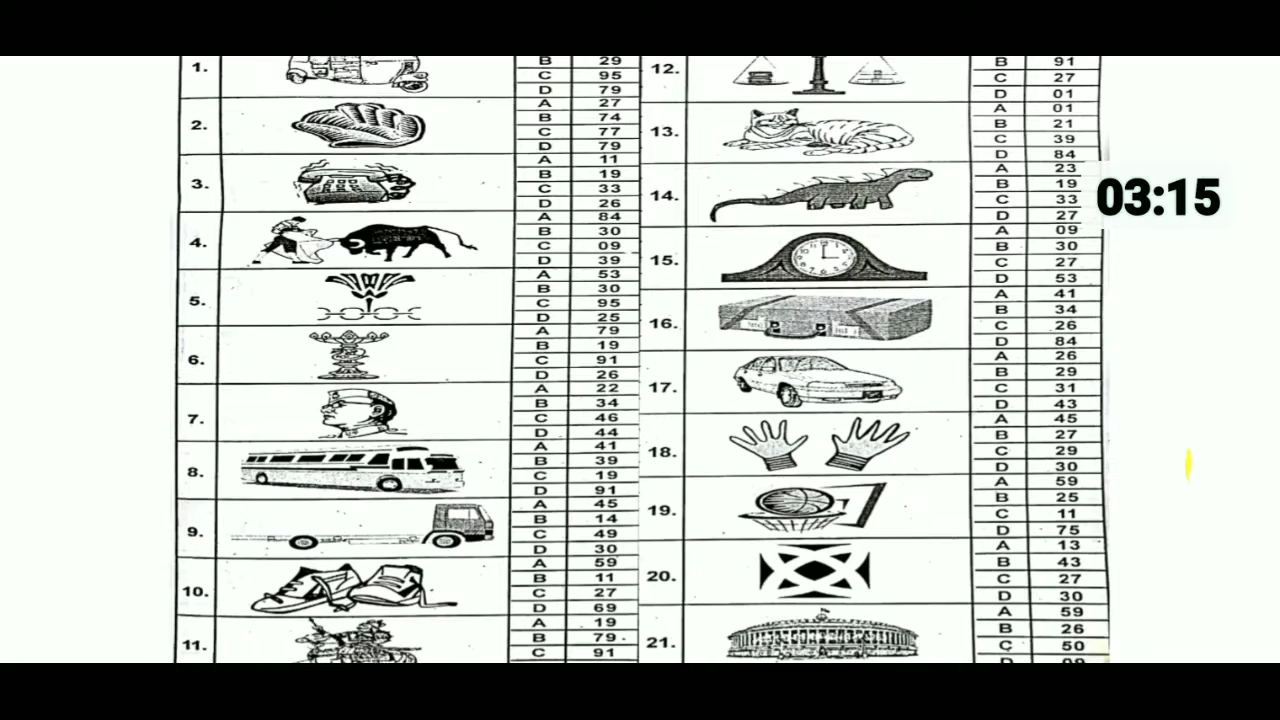 1.
B 29
C 95
D 79
2.
A 27
B 74
C 77
D 79
3.
A 11
B 19
C 33
D 26
4.
A 84
B 30
C 09
D 39
5.
A 53
B 30
C 95
D 25
6.
A 79
B 19
C 91
D 26
7.
A 22
B 34
C 46
D 44
8.
A 41
B 39
C 19
D 91
9.
A 45
B 14
C 49
D 30
10.
A 59
B 11
C 27
D 69
11.
A 19
B 79
C 91
12.
B 91
C 27
D 01
13.
A 01
B 21
C 39
D 84
14.
A 23
B 19
C 33
D 27
15.
A 09
B 30
C 27
D 53
16.
A 41
B 34
C 26
D 84
17.
A 26
B 29
C 31
D 43
18.
A 45
B 27
C 29
D 30
19.
A 59
B 25
C 11
D 75
20.
A 13
B 43
C 27
D 30
21.
A 59
B 26
C 50
03:15